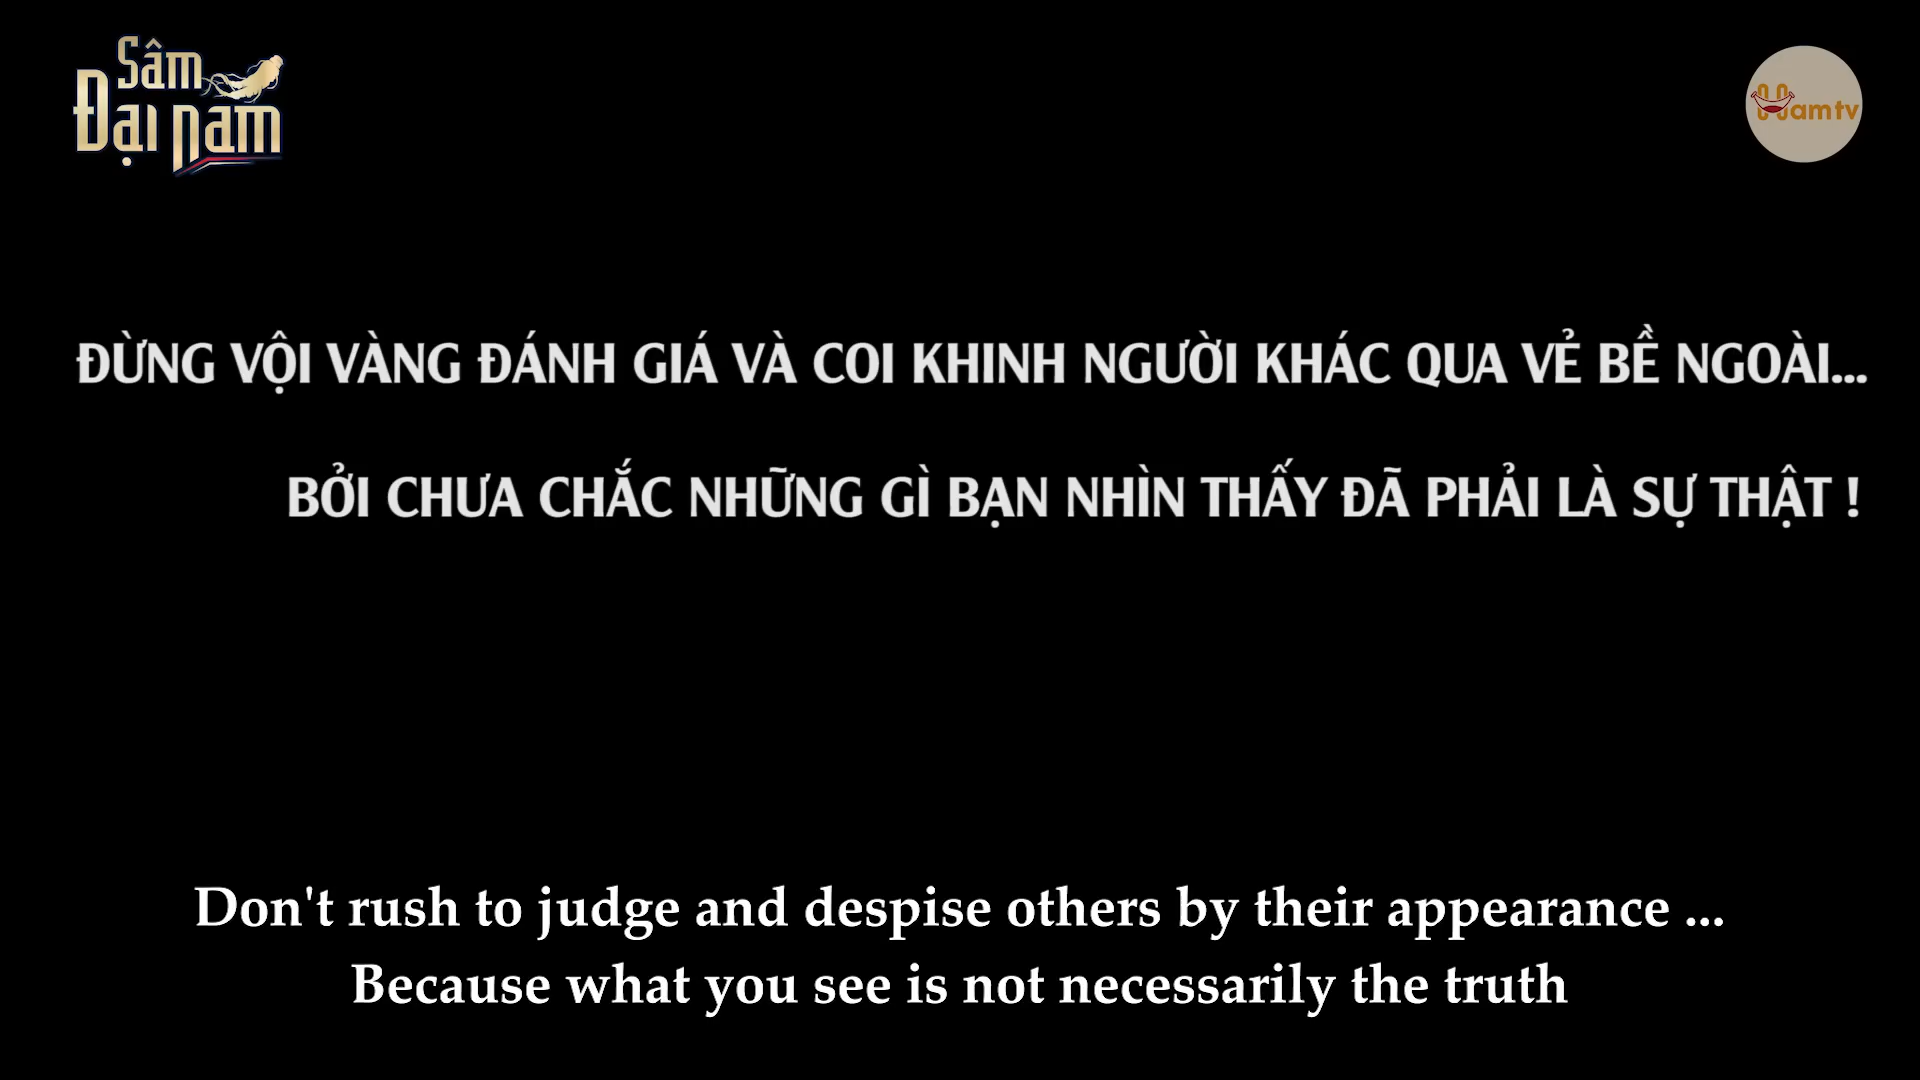 Sâm
Đại nam
Hamtv
ĐỪNG VỘI VÀNG ĐÁNH GIÁ VÀ COI KHINH NGƯỜI KHÁC QUA VẺ BỀ NGOÀI...
BỞI CHƯA CHẮC NHỮNG GÌ BẠN NHÌN THẤY ĐÃ PHẢI LÀ SỰ THẬT !
Don't rush to judge and despise others by their appearance ...
Because what you see is not necessarily the truth